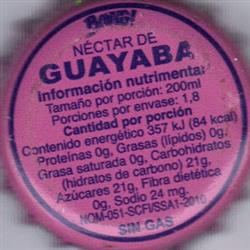 BANG!
NÉCTAR DE
GUAYABA
Información nutrimental
Tamaño por porción: 200ml
Porciones por envase: 1,8
Cantidad por porción
Contenido energético 357 kJ (84 kcal)
Proteínas 0g, Grasas (lípidos) 0g,
Grasa saturada 0g, Carbohidratos
(hidratos de carbono) 21g,
Azúcares 21g, Fibra dietética
0g, Sodio 24 mg.
NOM-051-SCFI/SSA1-2010
SIN GAS